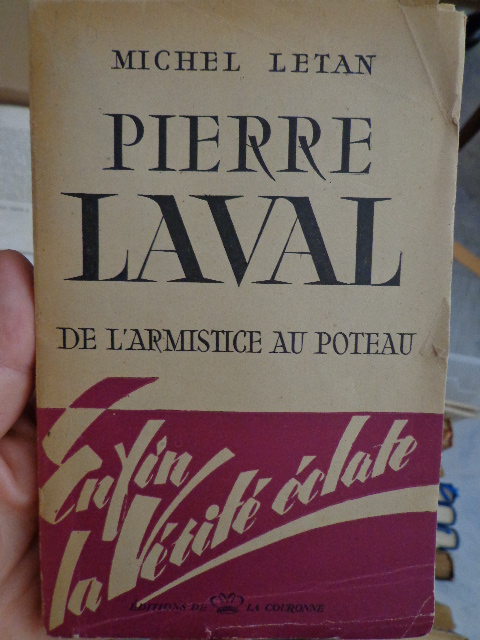 MICHEL LETAN
PIERRE
LAVAL
DE L'ARMISTICE AU POTEAU
Enfin
la Vérité éclate
ÉDITIONS DE LA COURONNE